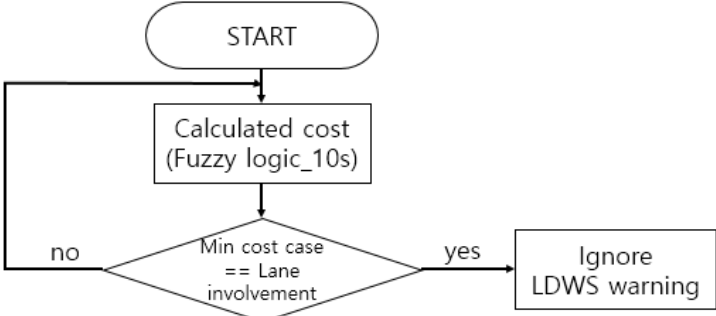 START
Calculated cost
(Fuzzy logic_10s)
no
Min cost case
== Lane
involvement
yes
Ignore
LDWS warning